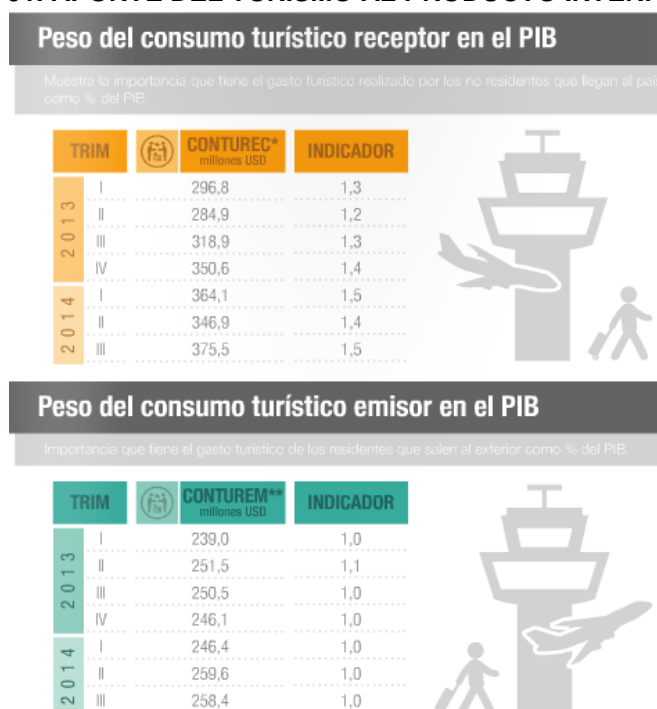 Peso del consumo turístico receptor en el PIB
Muestra la importancia que tiene el gasto turístico realizado por los no residentes que llegan al país
como % del PIB.
TRIM CONTUREC* INDICADOR
millones USD
2013
I 296,8 1,3
II 284,9 1,2
III 318,9 1,3
IV 350,6 1,4
2014
I 364,1 1,5
II 346,9 1,4
III 375,5 1,5
Peso del consumo turístico emisor en el PIB
Importancia que tiene el gasto turístico de los residentes que salen al exterior como % del PIB.
TRIM CONTUREM** INDICADOR
millones USD
2013
I 239,0 1,0
II 251,5 1,1
III 250,5 1,0
IV 246,1 1,0
2014
I 246,4 1,0
II 259,6 1,0
III 258,4 1,0